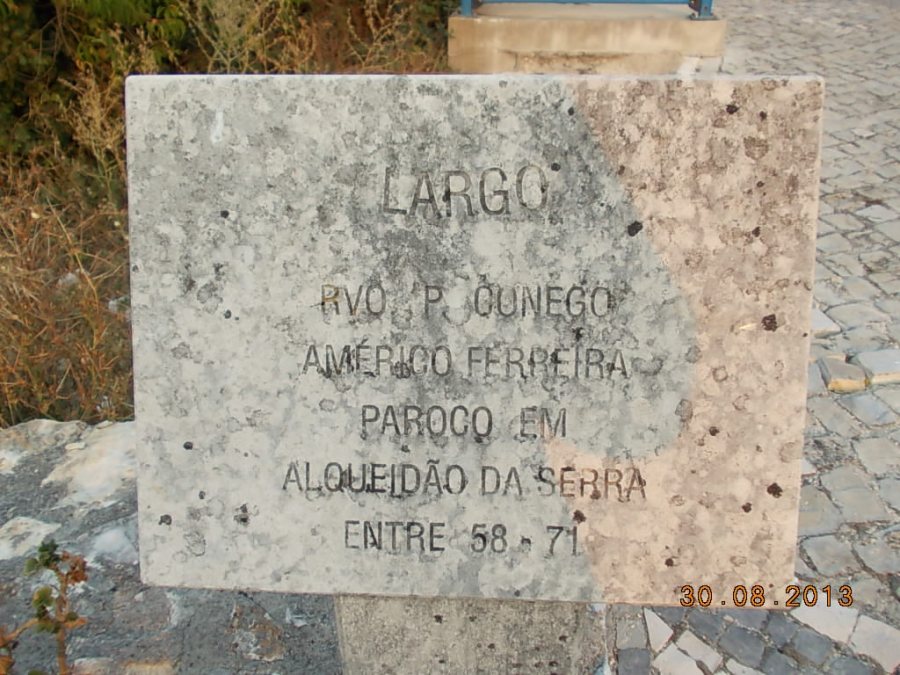 LARGO
RVO P. CUNEGO
AMÉRICO FERREIRA
PAROCO EM
ALQUEIDÃO DA SERRA
ENTRE 58 - 71
30.08.2013